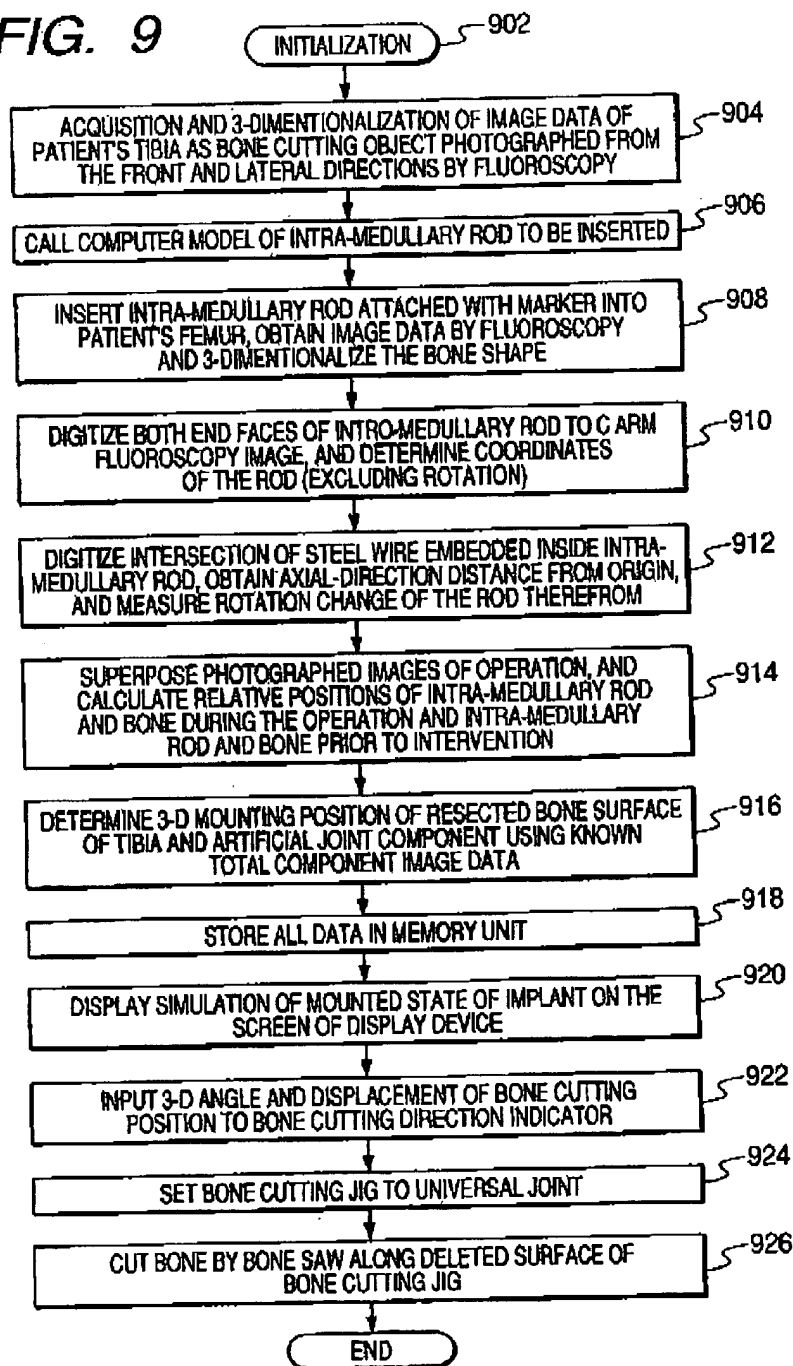 FIG. 9
INITIALIZATION
902
ACQUISITION AND 3-DIMENTIONALIZATION OF IMAGE DATA OF
PATIENT'S TIBIA AS BONE CUTTING OBJECT PHOTOGRAPHED FROM
THE FRONT AND LATERAL DIRECTIONS BY FLUOROSCOPY
904
CALL COMPUTER MODEL OF INTRA-MEDULLARY ROD TO BE INSERTED
906
INSERT INTRA-MEDULLARY ROD ATTACHED WITH MARKER INTO
PATIENT'S FEMUR, OBTAIN IMAGE DATA BY FLUOROSCOPY
AND 3-DIMENTIONALIZE THE BONE SHAPE
908
DIGITIZE BOTH END FACES OF INTRO-MEDULLARY ROD TO C ARM
FLUOROSCOPY IMAGE, AND DETERMINE COORDINATES
OF THE ROD (EXCLUDING ROTATION)
910
DIGITIZE INTERSECTION OF STEEL WIRE EMBEDDED INSIDE INTRA-
MEDULLARY ROD, OBTAIN AXIAL-DIRECTION DISTANCE FROM ORIGIN,
AND MEASURE ROTATION CHANGE OF THE ROD THEREFROM
912
SUPERPOSE PHOTOGRAPHED IMAGES OF OPERATION, AND
CALCULATE RELATIVE POSITIONS OF INTRA-MEDULLARY ROD
AND BONE DURING THE OPERATION AND INTRA-MEDULLARY
ROD AND BONE PRIOR TO INTERVENTION
914
DETERMINE 3-D MOUNTING POSITION OF RESECTED BONE SURFACE
OF TIBIA AND ARTIFICIAL JOINT COMPONENT USING KNOWN
TOTAL COMPONENT IMAGE DATA
916
STORE ALL DATA IN MEMORY UNIT
918
DISPLAY SIMULATION OF MOUNTED STATE OF IMPLANT ON THE
SCREEN OF DISPLAY DEVICE
920
INPUT 3-D ANGLE AND DISPLACEMENT OF BONE CUTTING
POSITION TO BONE CUTTING DIRECTION INDICATOR
922
SET BONE CUTTING JIG TO UNIVERSAL JOINT
924
CUT BONE BY BONE SAW ALONG DELETED SURFACE OF
BONE CUTTING JIG
926
END